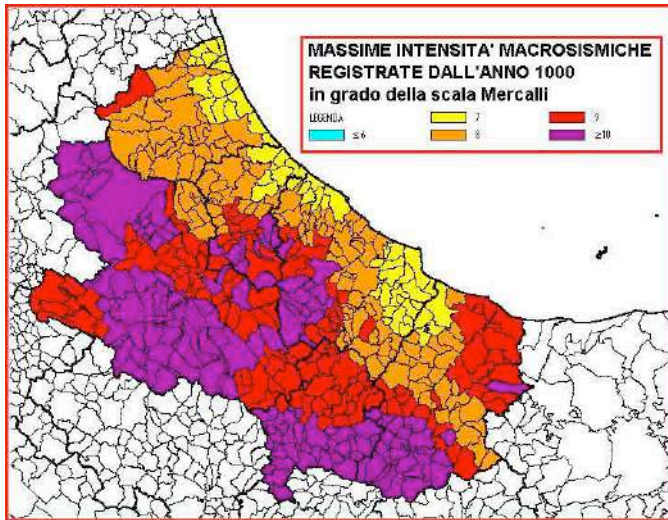 MASSIME INTENSITA' MACROSISMICHE
REGISTRATE DALL'ANNO 1000
in grado della scala Mercalli
LEGENDA 7 9
≤6 8 ≥10